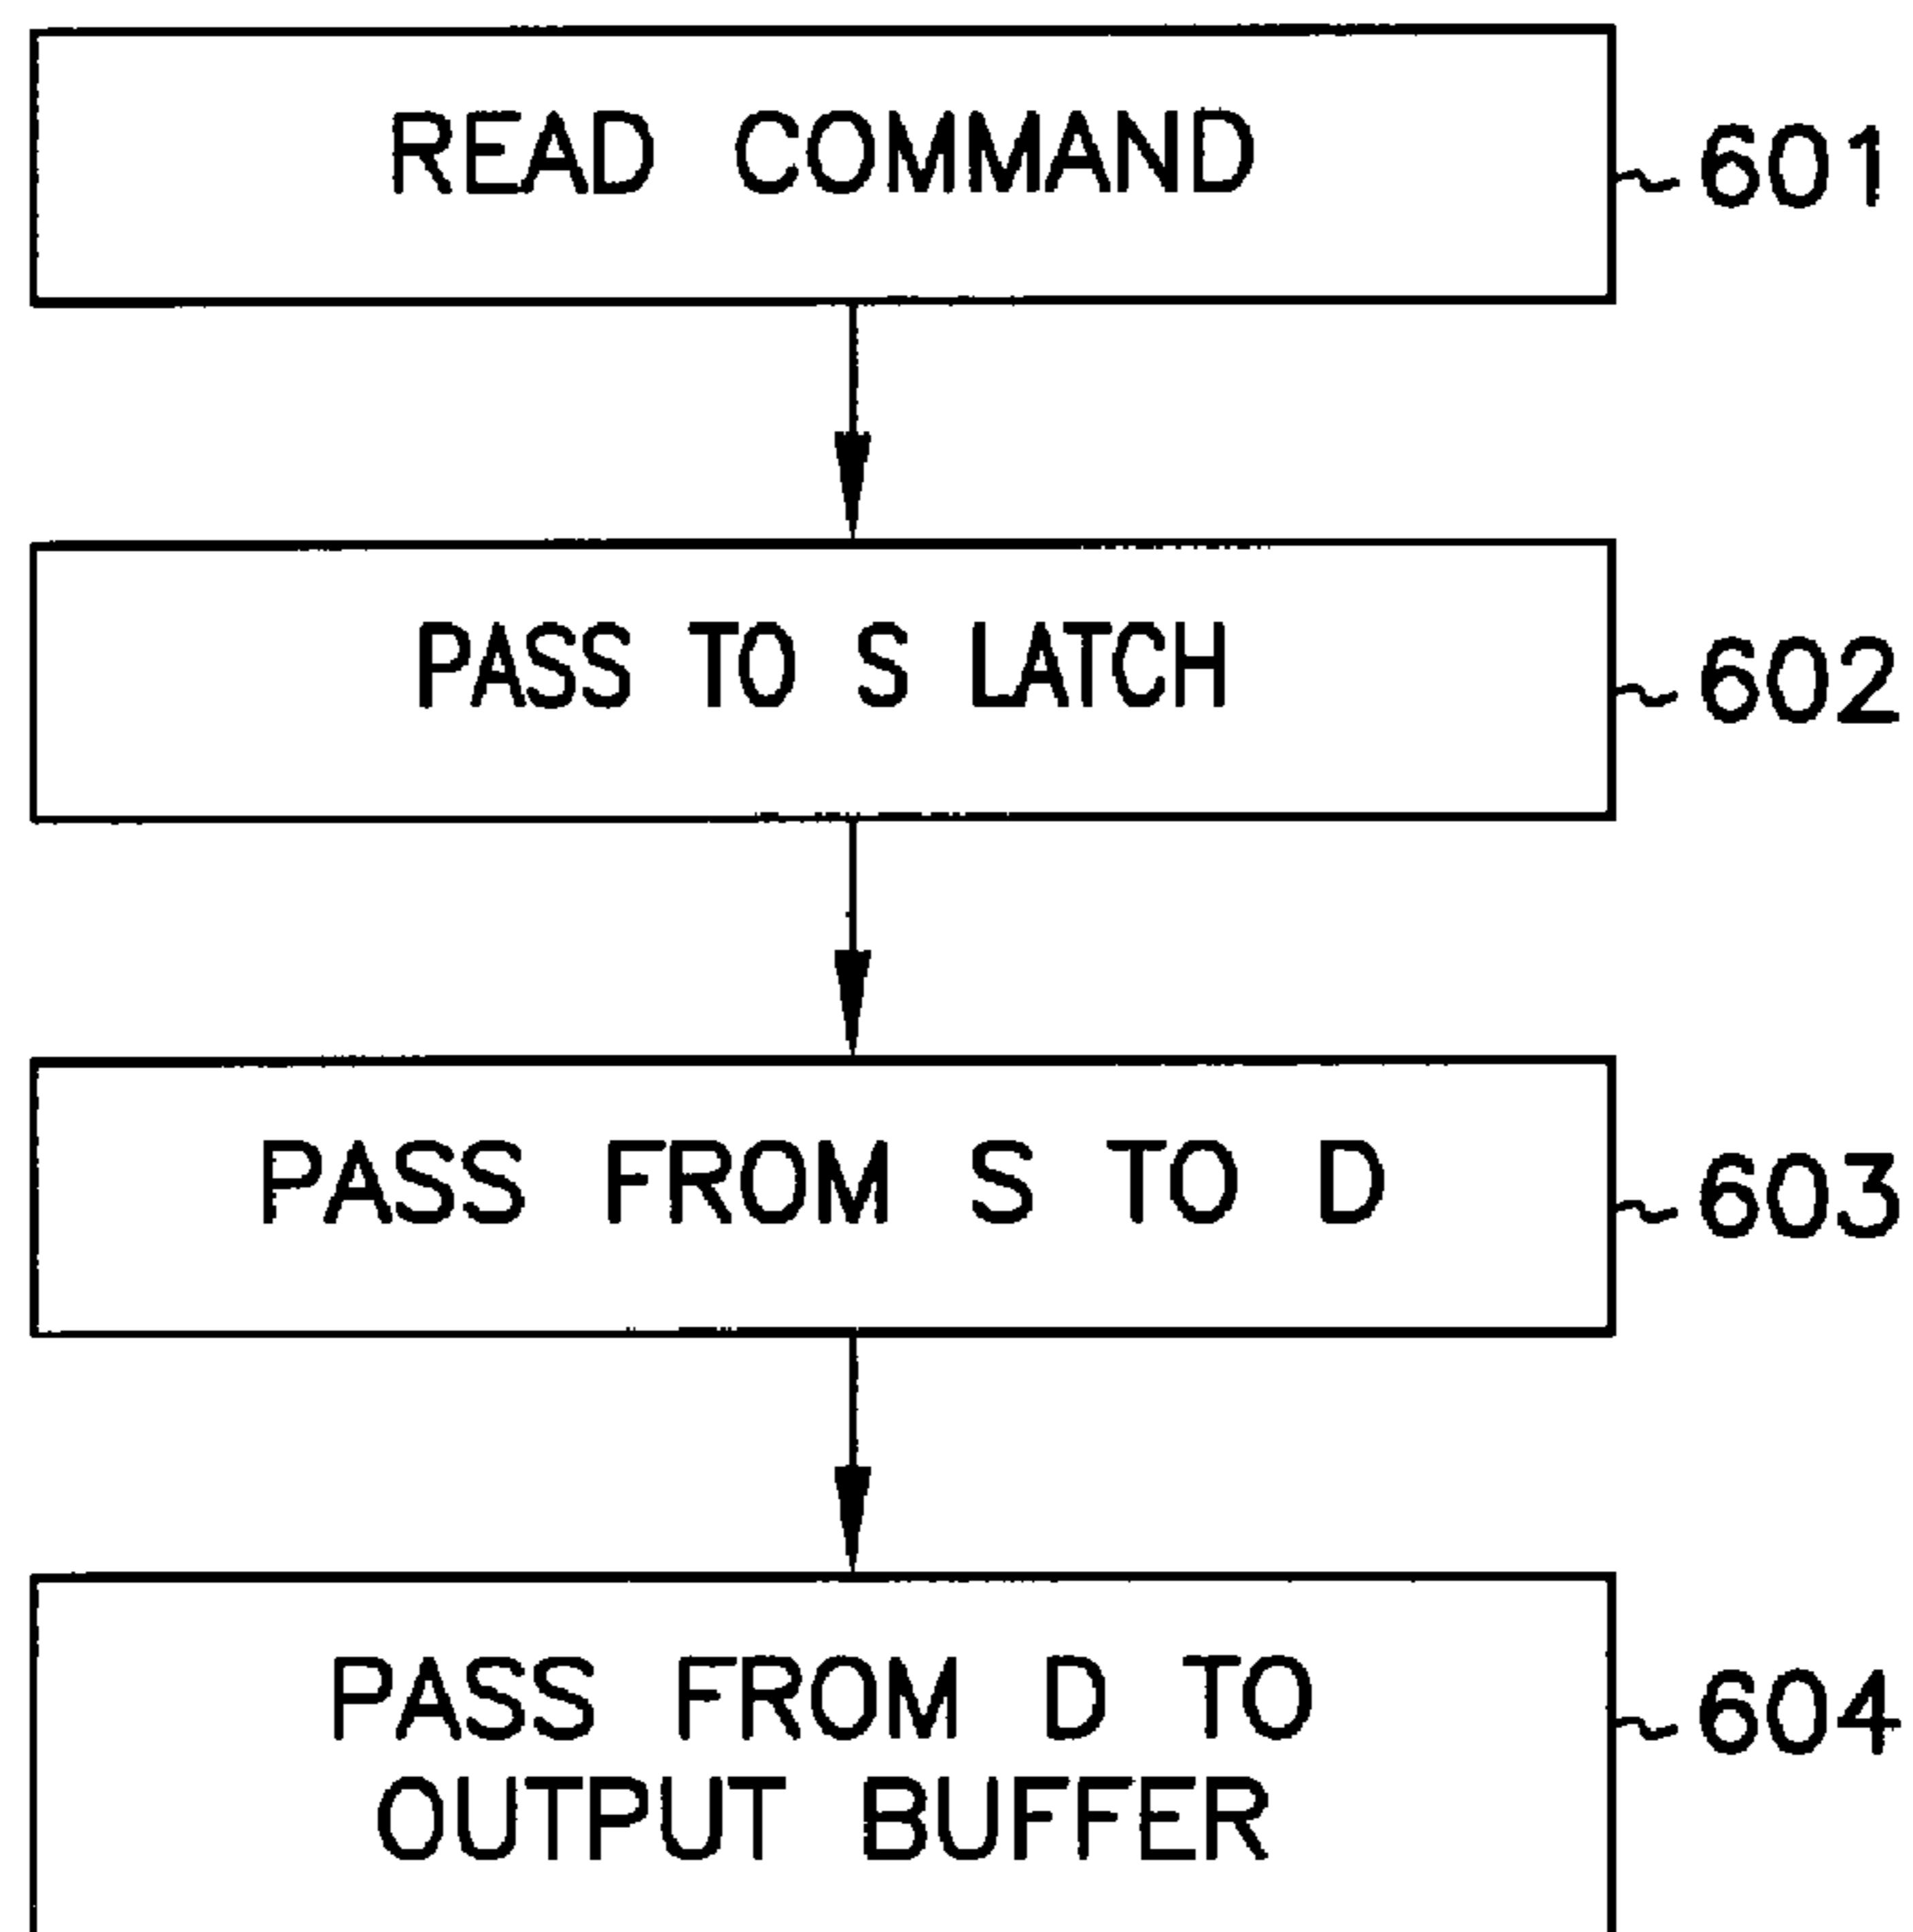 READ COMMAND
601
PASS TO S LATCH
602
PASS FROM S TO D
603
PASS FROM D TO
OUTPUT BUFFER
604